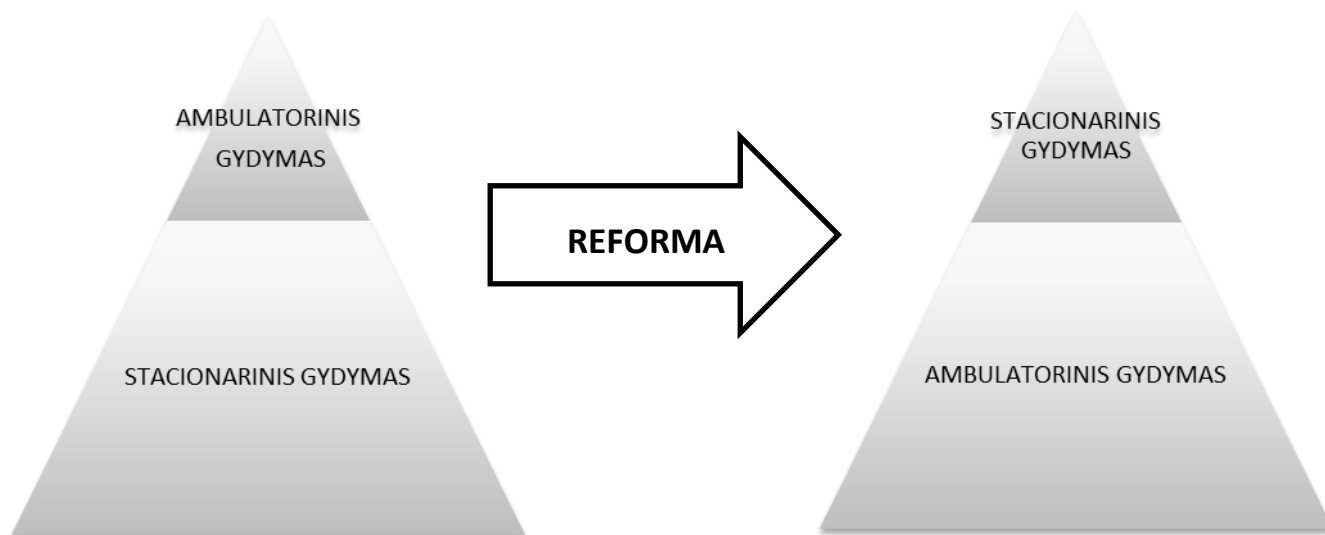 AMBULATORINIS
GYDYMAS
STACIONARINIS GYDYMAS
REFORMA
STACIONARINIS
GYDYMAS
AMBULATORINIS GYDYMAS